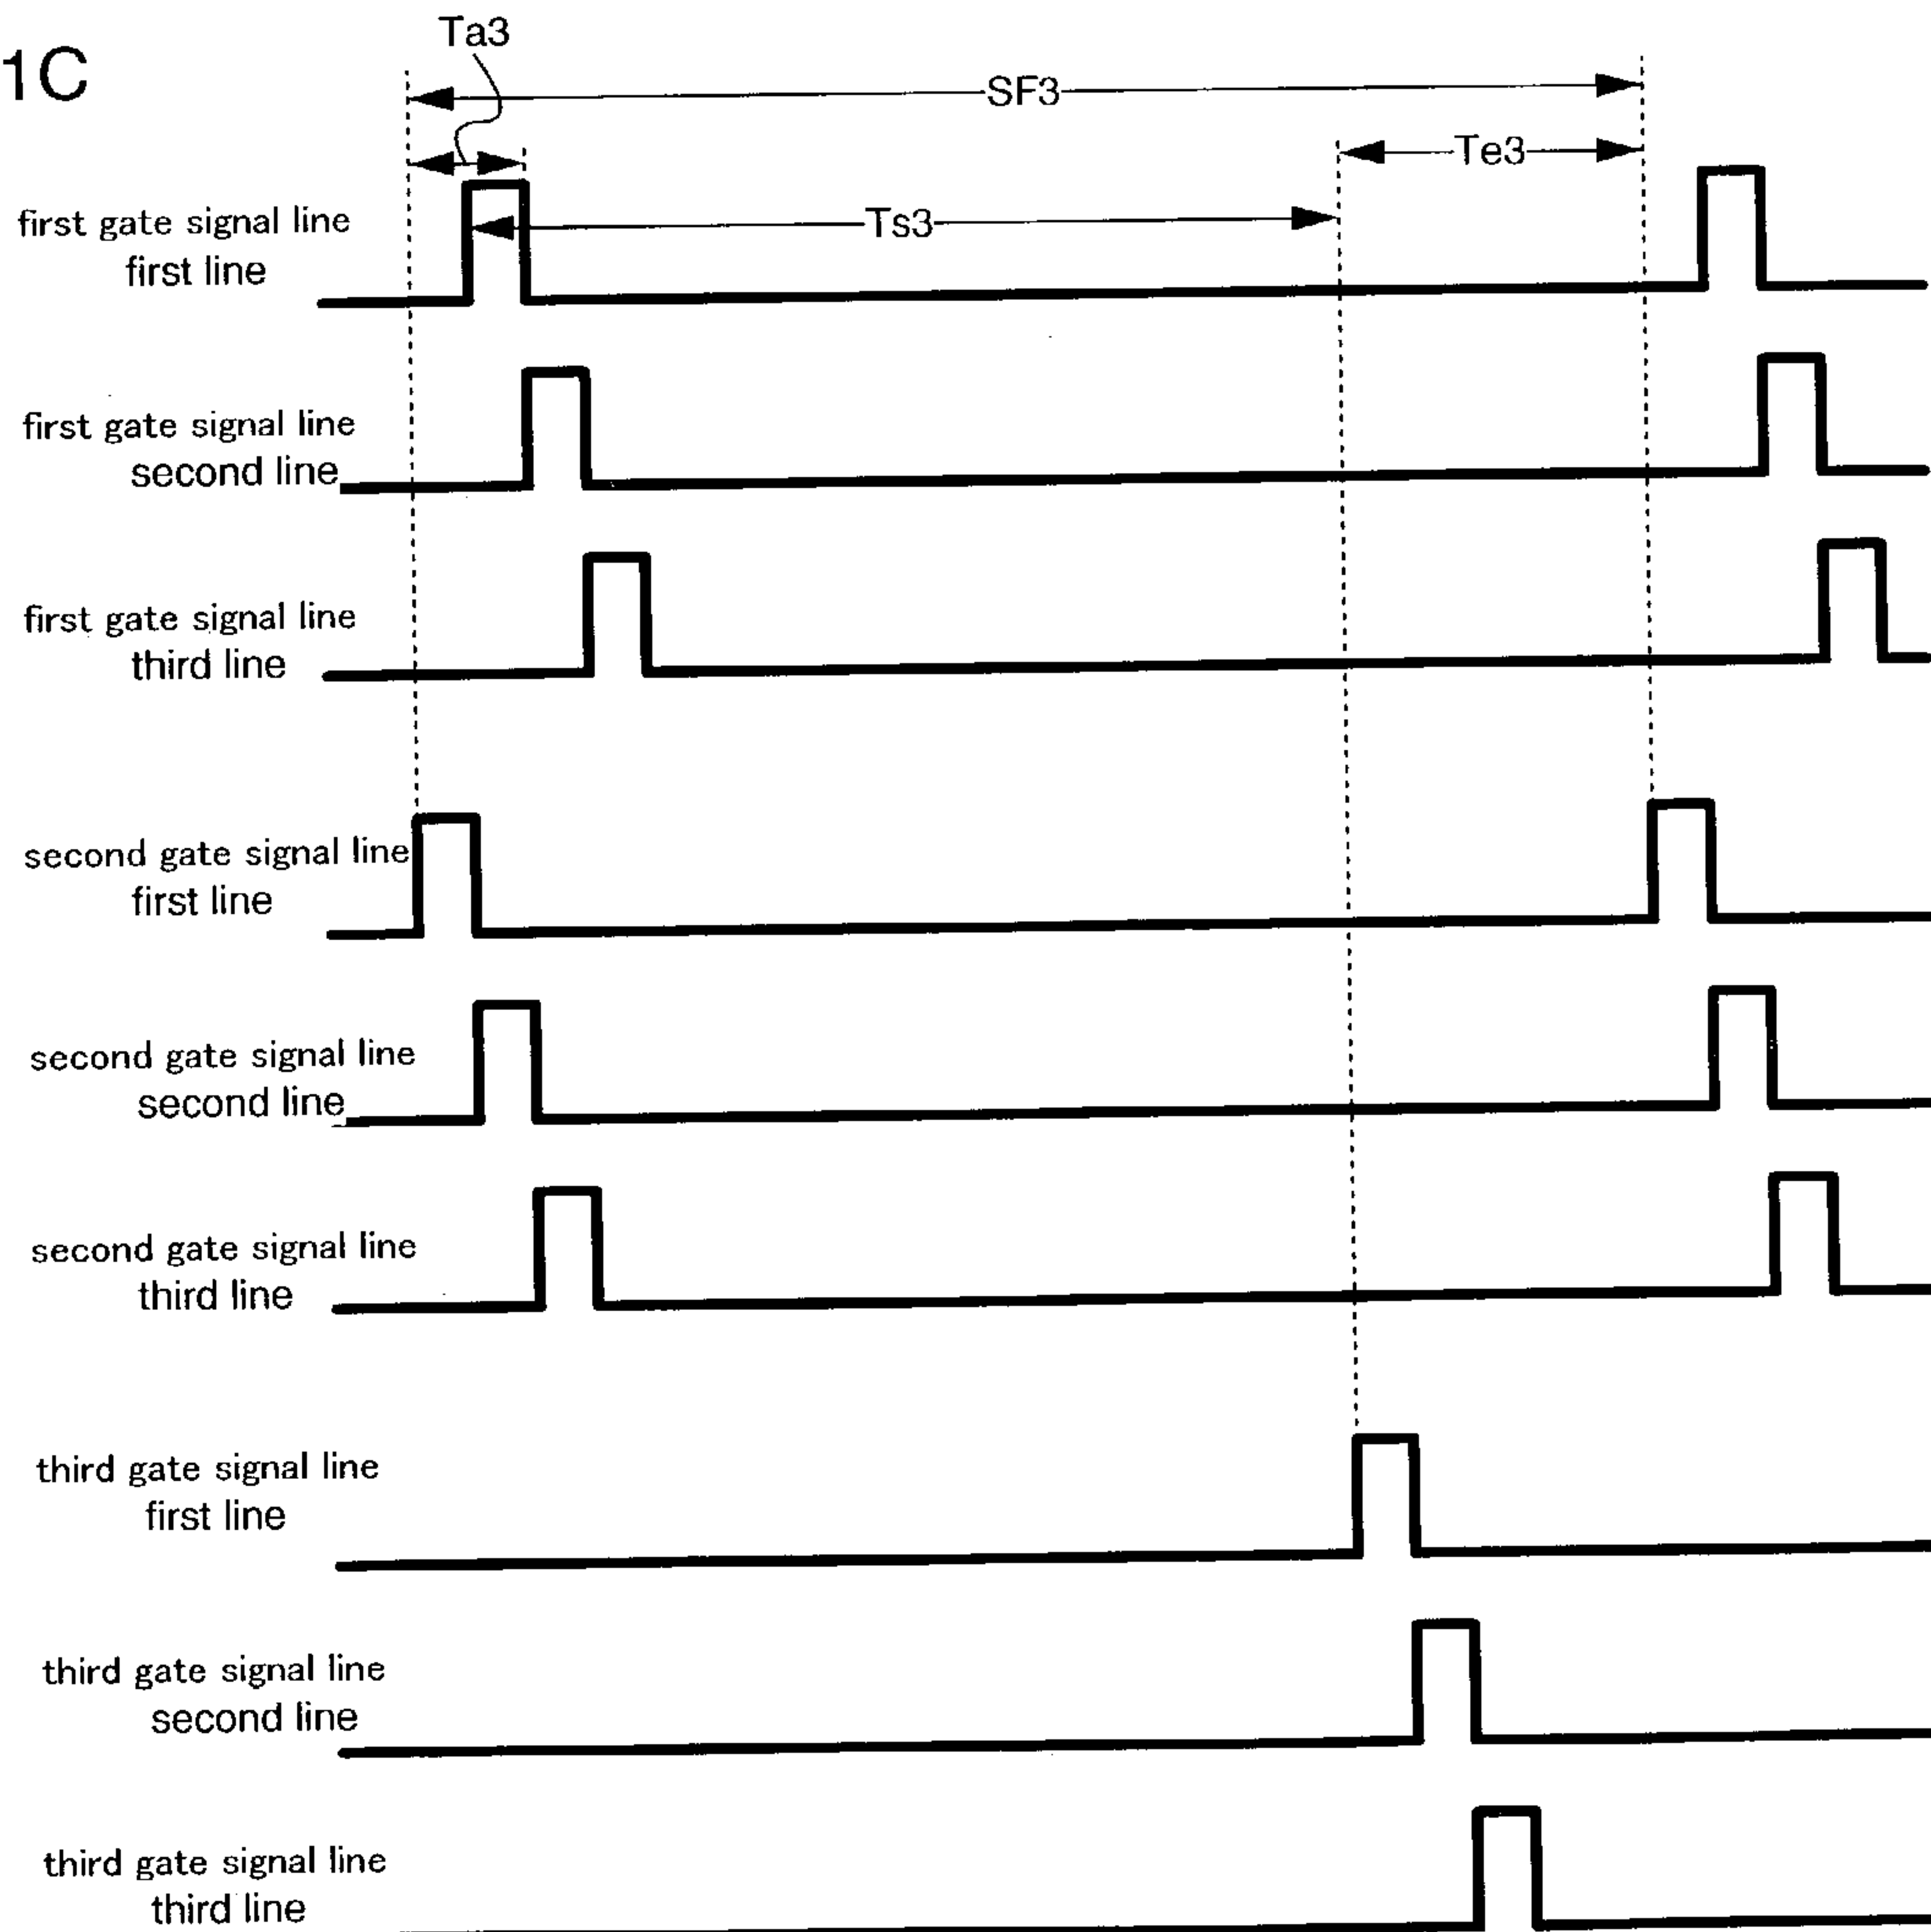 1C
Ta3
SF3
Te3
first gate signal line
first line
Ts3
first gate signal line
second line
first gate signal line
third line
second gate signal line
first line
second gate signal line
second line
second gate signal line
third line
third gate signal line
first line
third gate signal line
second line
third gate signal line
third line